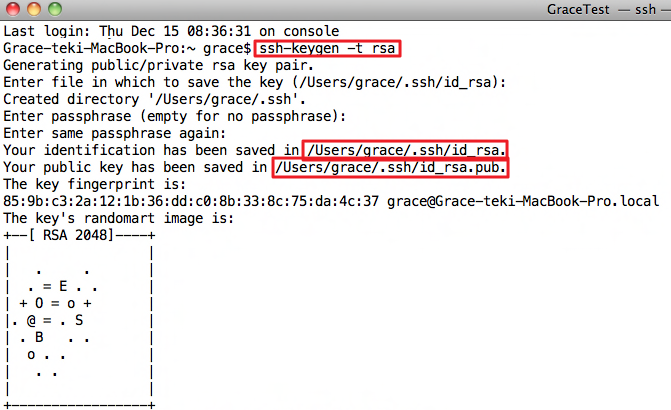 GraceTest — ssh —
Last login: Thu Dec 15 08:36:31 on console
Grace-teki-MacBook-Pro:~ grace$ ssh-keygen -t rsa
Generating public/private rsa key pair.
Enter file in which to save the key (/Users/grace/.ssh/id_rsa):
Created directory '/Users/grace/.ssh'.
Enter passphrase (empty for no passphrase):
Enter same passphrase again:
Your identification has been saved in /Users/grace/.ssh/id_rsa.
Your public key has been saved in /Users/grace/.ssh/id_rsa.pub.
The key fingerprint is:
85:9b:c3:2a:12:1b:36:dd:c0:8b:33:8c:75:da:4c:37 grace@Grace-teki-MacBook-Pro.local
The key's randomart image is:
+--[ RSA 2048]----+
|                 |
|   .     .       |
|  . = E . .      |
| + O = o +       |
|. @ = . S        |
| . B   . .       |
|  o . .          |
|   . .           |
|                 |
+-----------------+